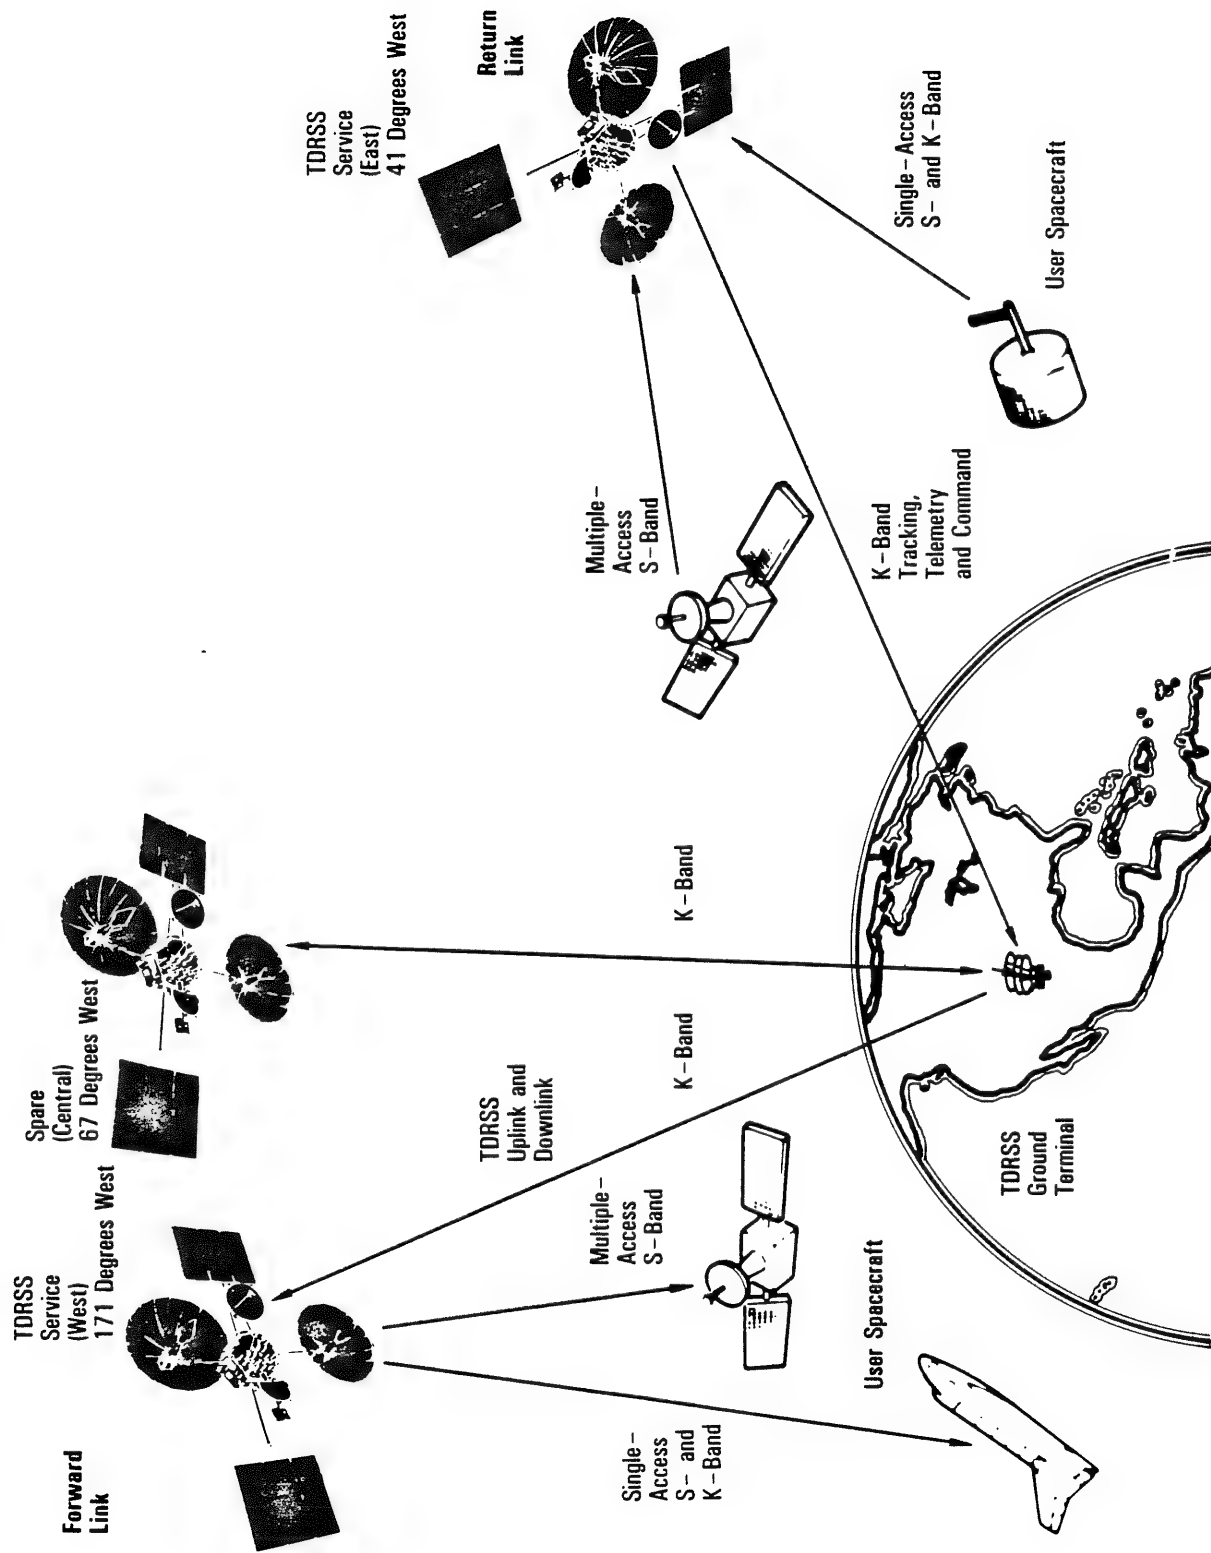 Forward
Link
TDRSS
Service
(West)
171 Degrees West
Spare
(Central)
67 Degrees West
TDRSS
Service
(East)
41 Degrees West
Return
Link
TDRSS
Uplink and
Downlink
Single-
Access
S- and
K-Band
Multiple-
Access
S-Band
K-Band
K-Band
Multiple-
Access
S-Band
Single-Access
S- and K-Band
User Spacecraft
User Spacecraft
K-Band
Tracking,
Telemetry
and Command
TDRSS
Ground
Terminal